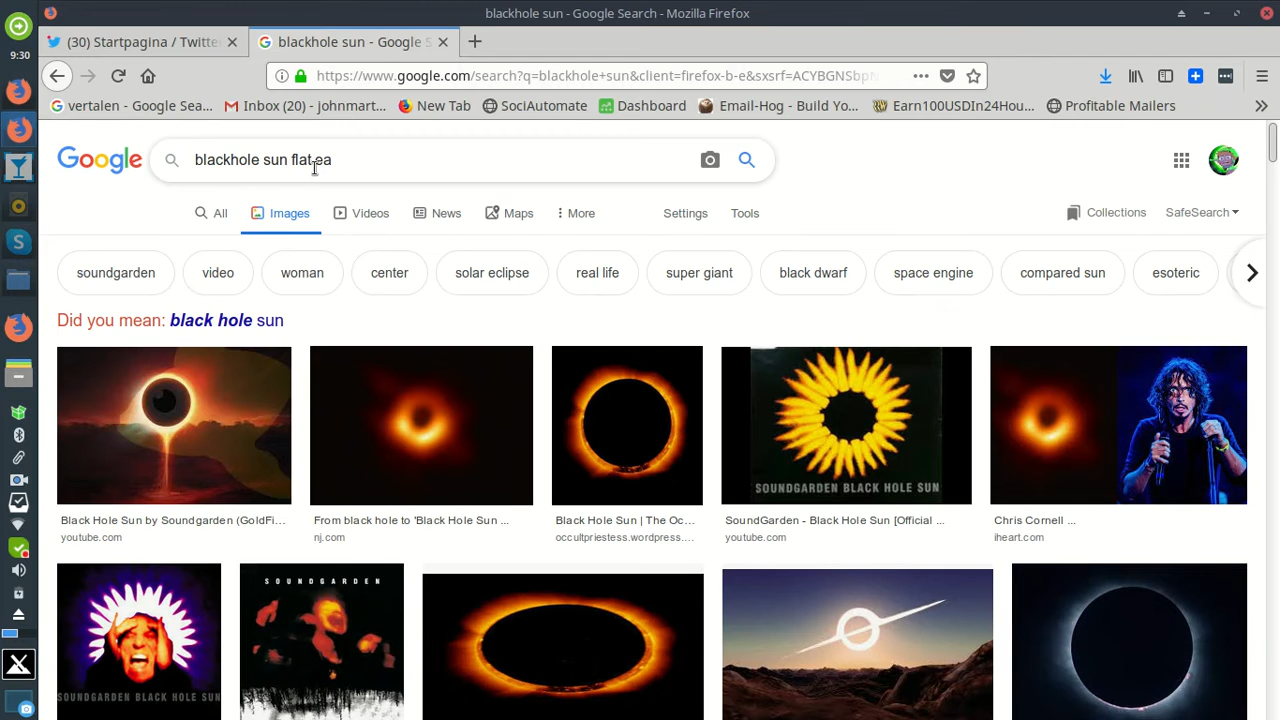 blackhole sun - Google Search - Mozilla Firefox
9:30
(30) Startpagina / Twitte
blackhole sun - Google S
https://www.google.com/search?q=blackhole+sun&client=firefox-b-e&sxsrf=ACYBGNSbpN
vertalen - Google Sea...
Inbox (20) - johnmart...
New Tab
SociAutomate
Dashboard
Email-Hog - Build Yo...
Earn100USDIn24Hou...
Profitable Mailers
Google
blackhole sun flat ea
All
Images
Videos
News
Maps
More
Settings
Tools
Collections
SafeSearch
soundgarden
video
woman
center
solar eclipse
real life
super giant
black dwarf
space engine
compared sun
esoteric
Did you mean: black hole sun
SOUNDGARDEN BLACK HOLE SUN
Black Hole Sun by Soundgarden (GoldFi...
youtube.com
From black hole to 'Black Hole Sun ...
nj.com
Black Hole Sun | The Oc...
occultpriestess.wordpress....
SoundGarden - Black Hole Sun [Official ...
youtube.com
Chris Cornell ...
iheart.com
SOUNDGARDEN BLACK HOLE SUN
SOUNDGARDEN